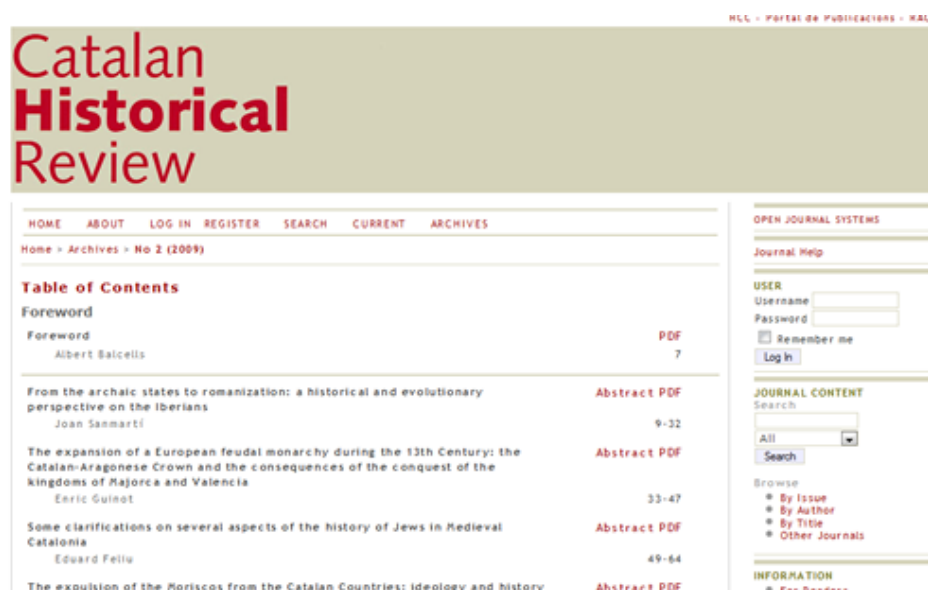 HCC - Portal de Publicacions -
Catalan
Historical
Review
HOME ABOUT LOG IN REGISTER SEARCH CURRENT ARCHIVES
Home > Archives > No 2 (2009)
Table of Contents
Foreword
Foreword PDF
Albert Balcells 7
From the archaic states to romanization: a historical and evolutionary Abstract PDF
perspective on the Iberians
Joan Sanmartí 9-32
The expansion of a European feudal monarchy during the 13th Century: the Abstract PDF
Catalan-Aragonese Crown and the consequences of the conquest of the
kingdoms of Majorca and Valencia
Enric Guinot 33-47
Some clarifications on several aspects of the history of Jews in Medieval Abstract PDF
Catalonia
Eduard Feliu 49-64
The expulsion of the Moriscos from the Catalan Countries: ideology and history Abstract PDF
OPEN JOURNAL SYSTEMS
Journal Help
USER
Username
Password
Remember me
Log In
JOURNAL CONTENT
Search
All
Search
Browse
By Issue
By Author
By Title
Other Journals
INFORMATION
For Readers